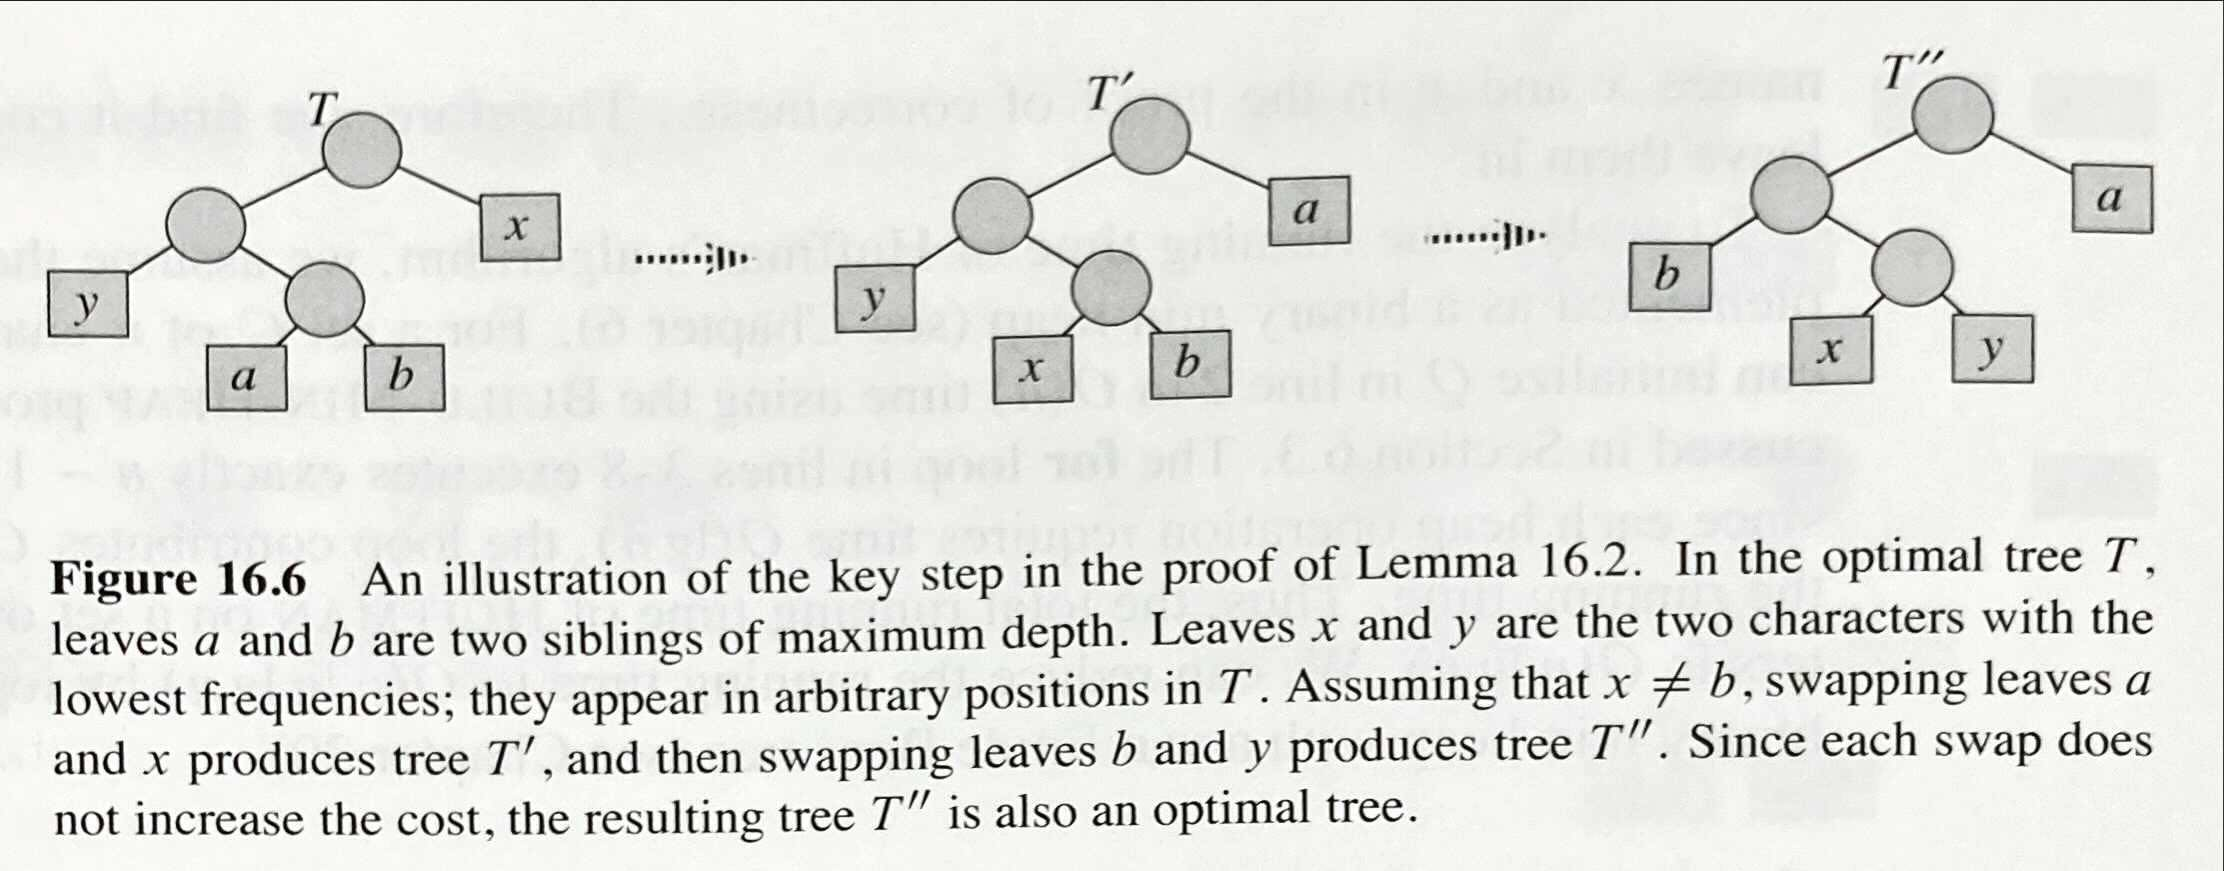 T
T′
T″
x
a
a
y
y
b
a
b
x
b
x
y
Figure 16.6 An illustration of the key step in the proof of Lemma 16.2. In the optimal tree T,
leaves a and b are two siblings of maximum depth. Leaves x and y are the two characters with the
lowest frequencies; they appear in arbitrary positions in T. Assuming that x ≠ b, swapping leaves a
and x produces tree T′, and then swapping leaves b and y produces tree T″. Since each swap does
not increase the cost, the resulting tree T″ is also an optimal tree.